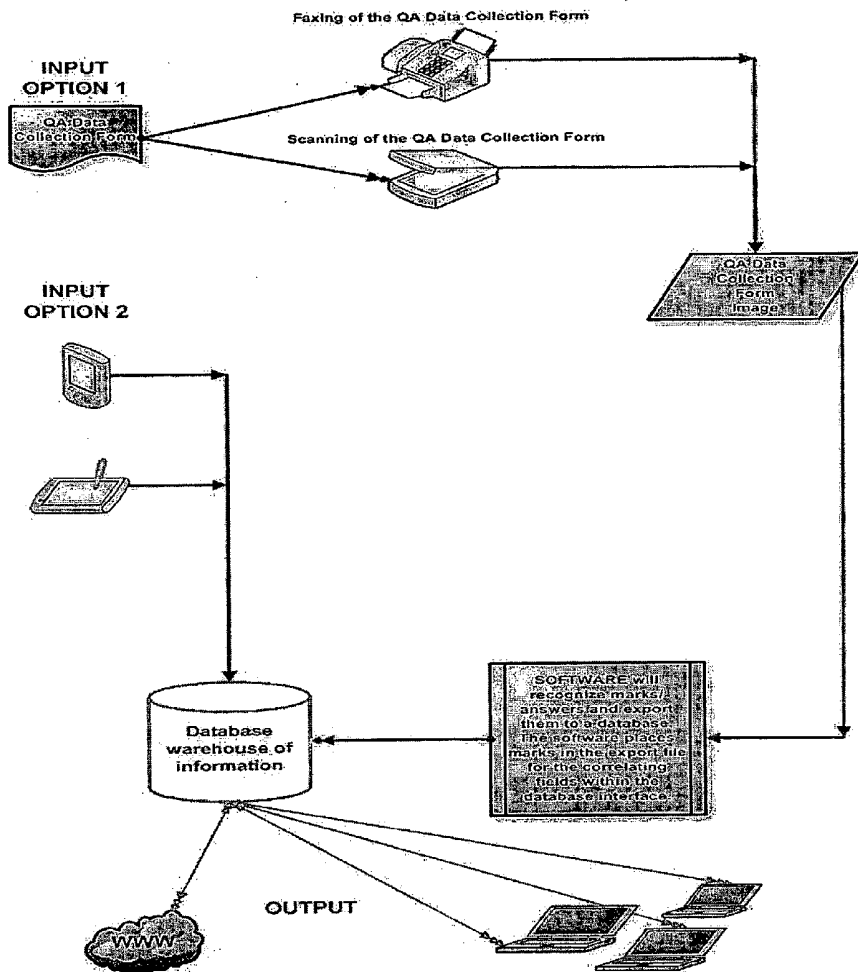 Faxing of the QA Data Collection Form
INPUT
OPTION 1
QA Data
Collection Form
Scanning of the QA Data Collection Form
QA Data
Collection
Form
Image
INPUT
OPTION 2
SOFTWARE will
recognize marks/
answers and export
them to a database.
The software places
marks in the export file
for the correlating
fields within the
database interface.
Database
warehouse of
information
OUTPUT
WWW